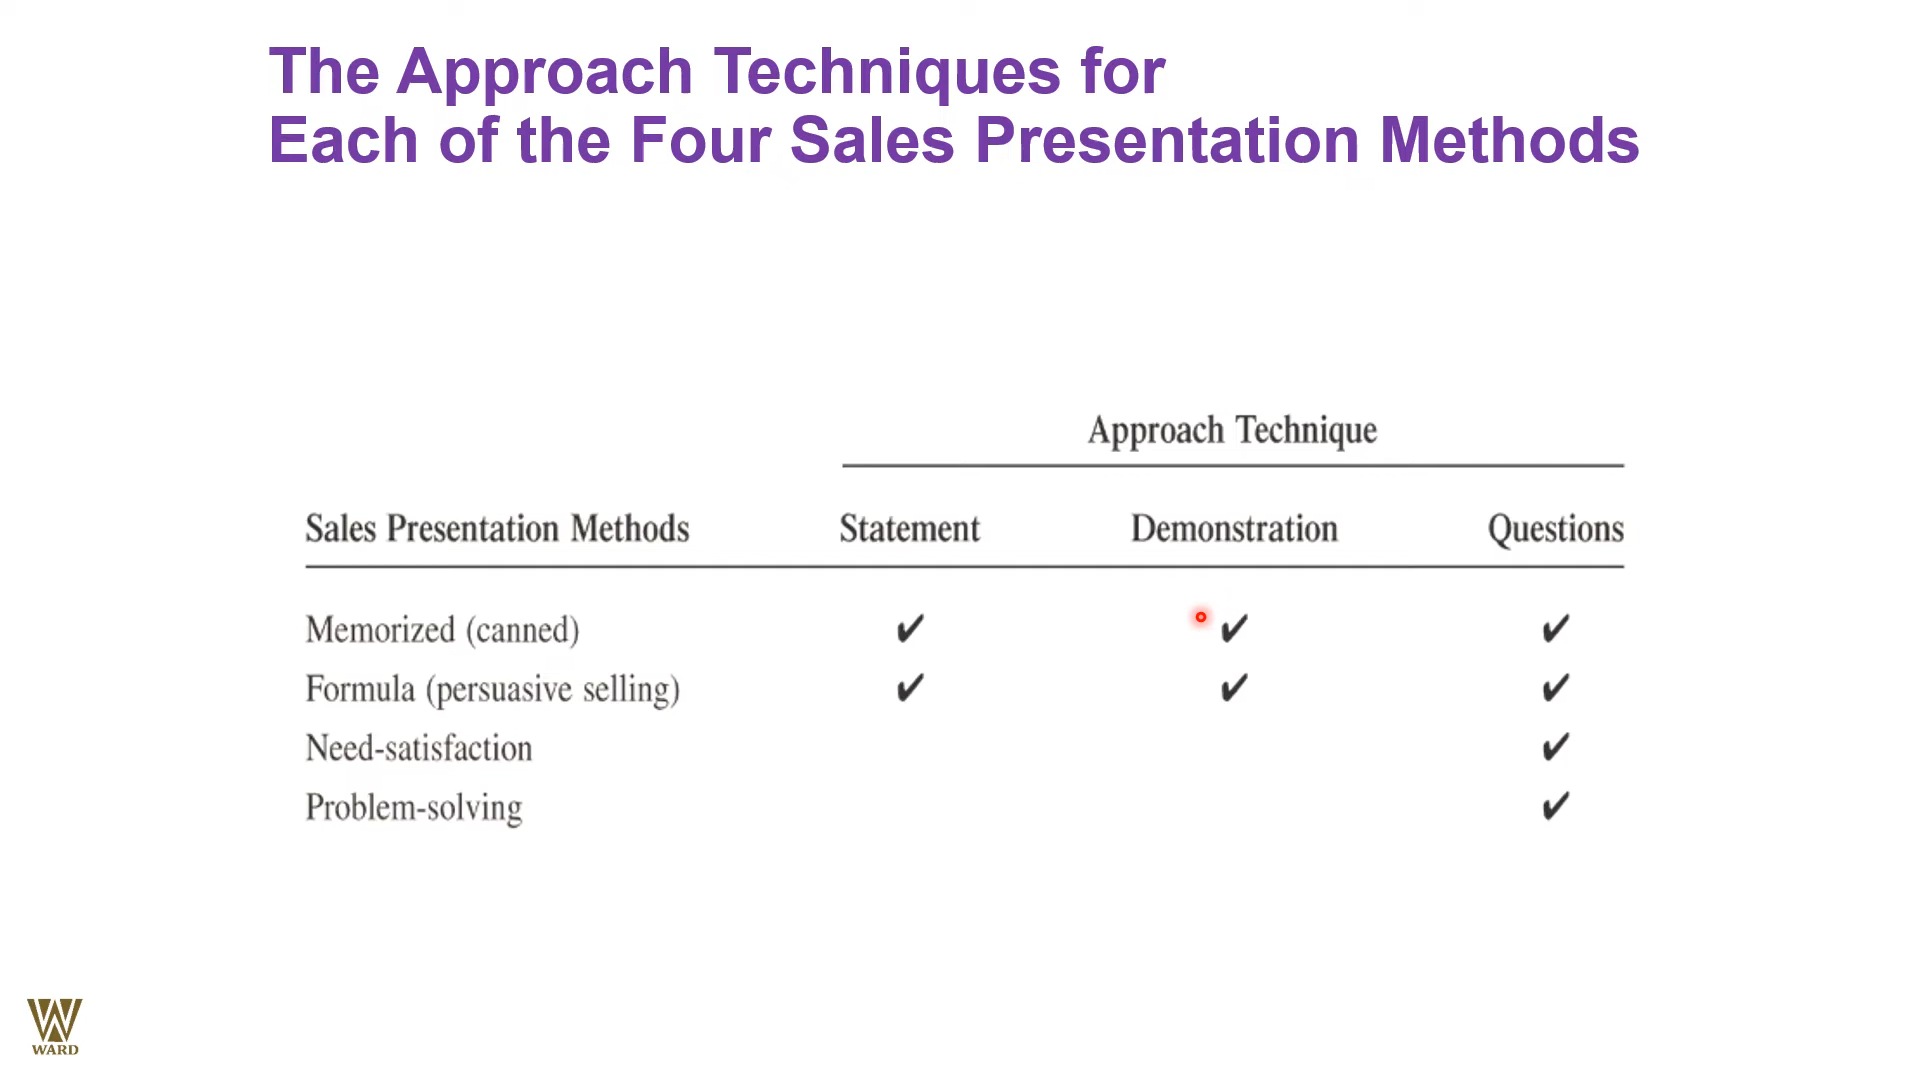 The Approach Techniques for
Each of the Four Sales Presentation Methods
Approach Technique
Sales Presentation Methods Statement Demonstration Questions
Memorized (canned) ✔ ✔ ✔
Formula (persuasive selling) ✔ ✔ ✔
Need-satisfaction ✔
Problem-solving ✔
WARD